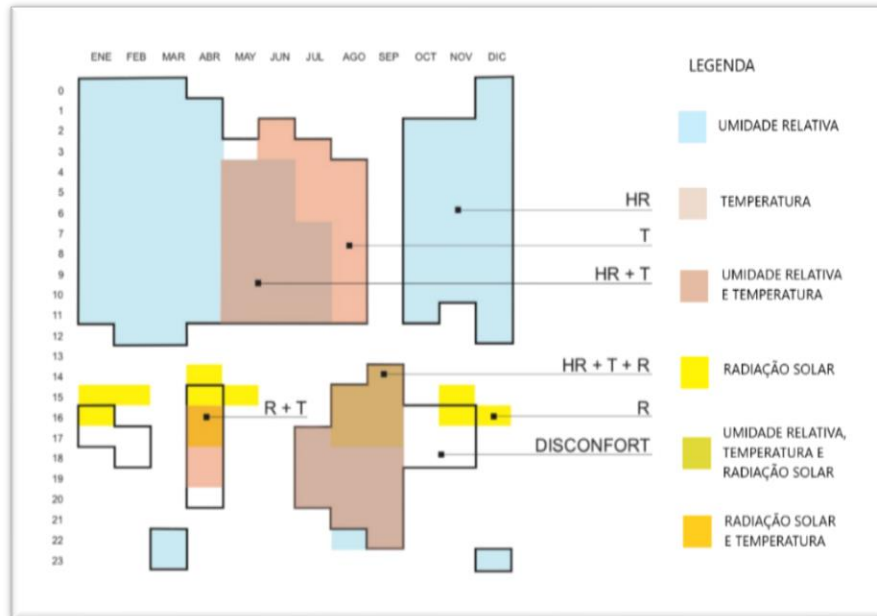 ENE FEB MAR ABR MAY JUN JUL AGO SEP OCT NOV DIC
0
1
2
3
4
5
6
7
8
9
10
11
12
13
14
15
16
17
18
19
20
21
22
23
HR
T
HR + T
HR + T + R
R + T
R
DISCONFORT
LEGENDA
UMIDADE RELATIVA
TEMPERATURA
UMIDADE RELATIVA
E TEMPERATURA
RADIAÇÃO SOLAR
UMIDADE RELATIVA,
TEMPERATURA E
RADIAÇÃO SOLAR
RADIAÇÃO SOLAR
E TEMPERATURA